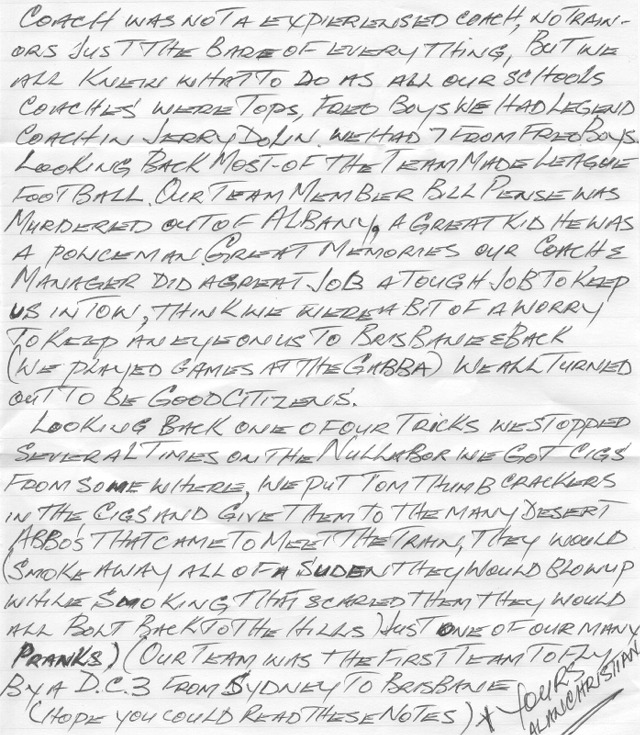 COACH WAS NOT A EXPIERENSED COACH, NO TRAIN-
ORS JUST THE BARE OF EVERYTHING, BUT WE
ALL KNEW WHAT TO DO AS ALL OUR SCHOOLS
COACHES WERE TOPS, FREO BOYS WE HAD LEGEND
COACH IN JERRY DOLIN. WE HAD 7 FROM FREO BOYS.
LOOKING BACK MOST OF THE TEAM MADE LEAGUE
FOOTBALL. OUR TEAM MEMBER BILL PENSE WAS
MURDERED OUT OF ALBANY, A GREAT KID HE WAS
A POLICEMAN. GREAT MEMORIES OUR COACH &
MANAGER DID A GREAT JOB A TOUGH JOB TO KEEP
US IN TOW, THINK WE WERE A BIT OF A WORRY
TO KEEP AN EYE ON US TO BRISBANE & BACK
(WE PLAYED GAMES AT THE GABBA) WE ALL TURNED
OUT TO BE GOOD CITIZENS.
LOOKING BACK ONE OF OUR TRICKS WE STOPPED
SEVERAL TIMES ON THE NULLABOR WE GOT CIGS
FROM SOMEWHERE, WE PUT TOM THUMB CRACKERS
IN THE CIGS AND GIVE THEM TO THE MANY DESERT
ABBO'S THAT CAME TO MEET THE TRAIN, THEY WOULD
(SMOKE AWAY ALL OF A SUDEN THEY WOULD BLOW UP
WHILE SMOKING THAT SCARED THEM THEY WOULD
ALL BOLT BACK TO THE HILLS) JUST ONE OF OUR MANY
PRANKS) (OUR TEAM WAS THE FIRST TEAM TO FLY
BY A D.C.3 FROM SYDNEY TO BRISBANE
(HOPE YOU COULD READ THESE NOTES) * YOURS
ALAN CHRISTIAN